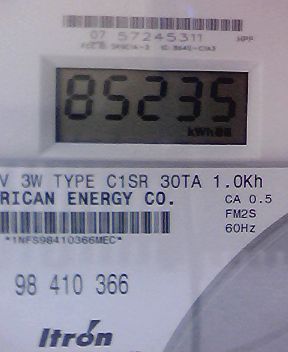 07 57245311
85235
kWh
V 3W TYPE C1SR 30TA 1.0Kh
RICAN ENERGY CO.
CA 0.5
FM2S
60Hz
*1NFS98410366MEC*
98 410 366
Itrón